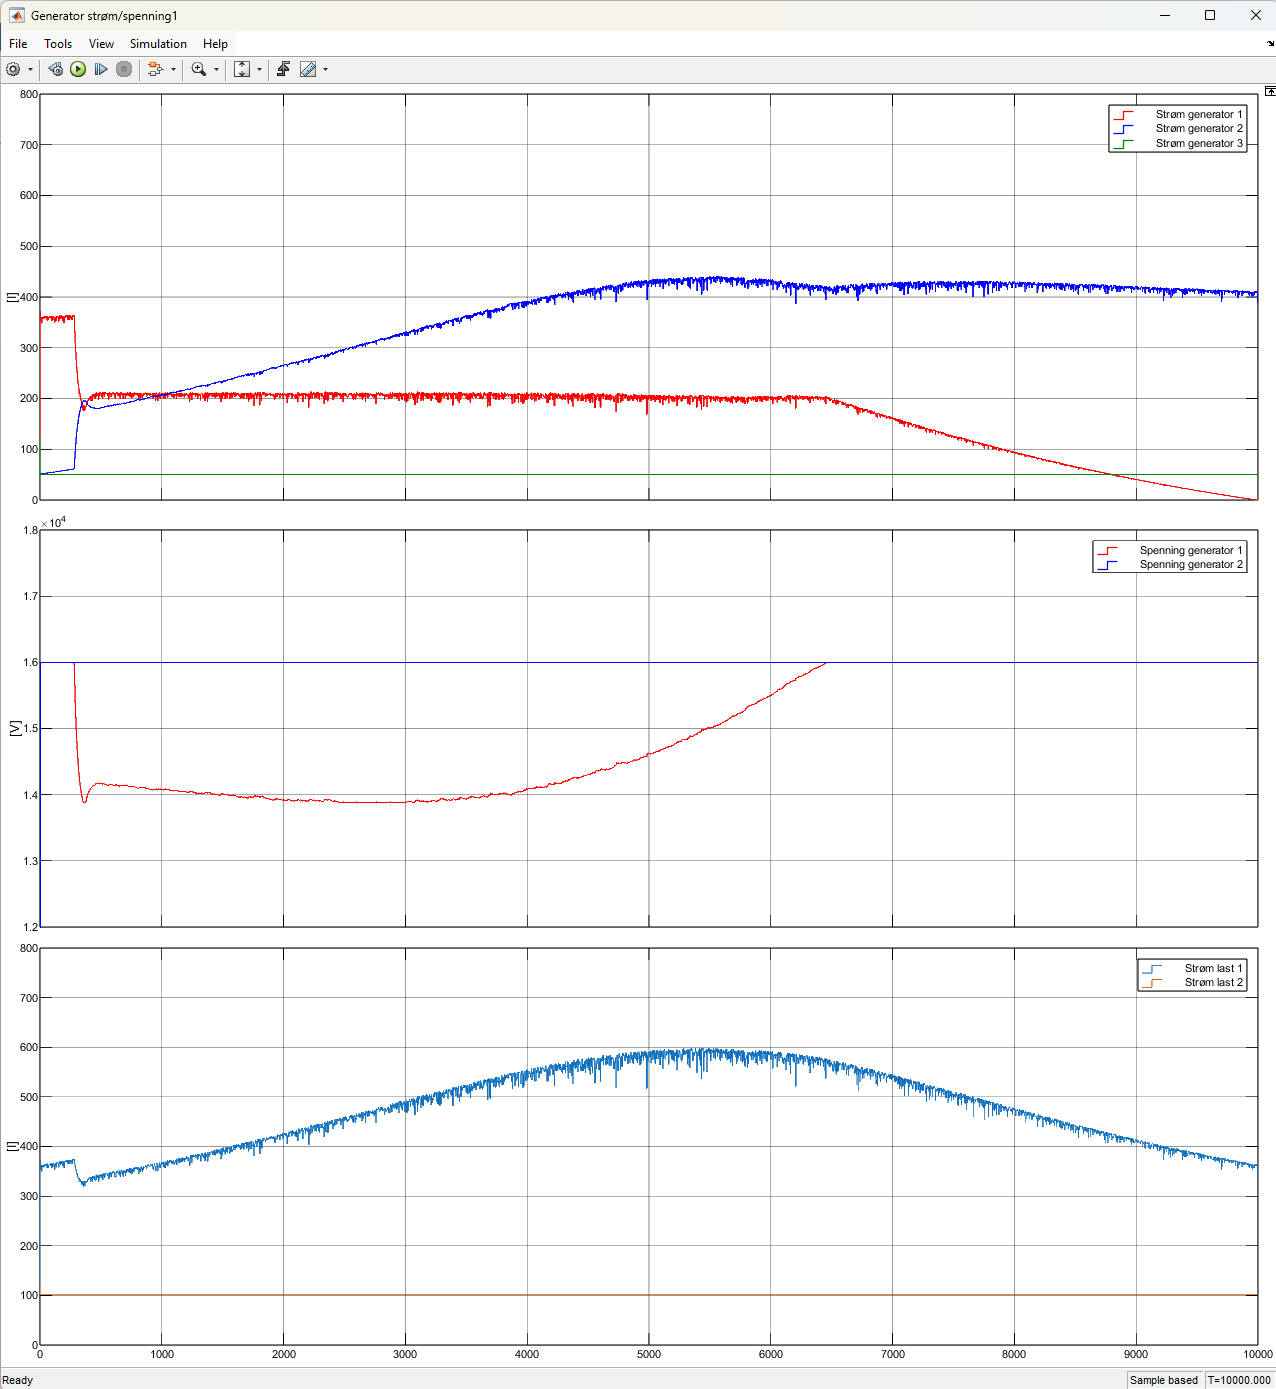 Generator strøm/spenning1
File Tools View Simulation Help
800
700
600
500
400
300
200
100
0
[I]
Strøm generator 1
Strøm generator 2
Strøm generator 3
×10^4
1.8
1.7
1.6
1.5
1.4
1.3
1.2
[V]
Spenning generator 1
Spenning generator 2
800
700
600
500
400
300
200
100
0
[I]
Strøm last 1
Strøm last 2
0 1000 2000 3000 4000 5000 6000 7000 8000 9000 10000
Ready Sample based T=10000.000